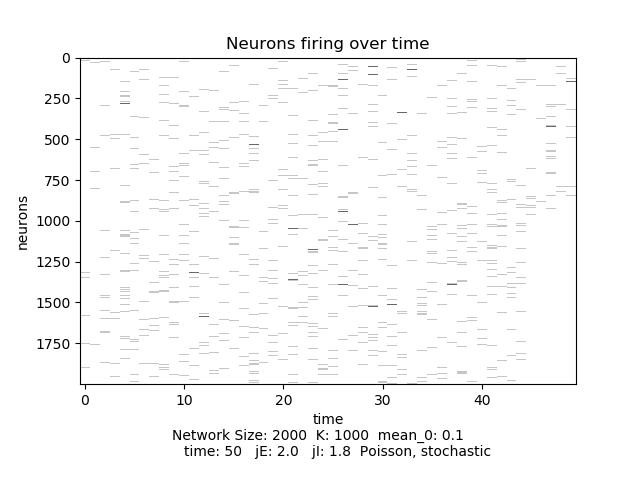 Neurons firing over time
0
250
500
750
1000
1250
1500
1750
neurons
0 10 20 30 40
time
Network Size: 2000 K: 1000 mean_0: 0.1
time: 50 jE: 2.0 jI: 1.8 Poisson, stochastic